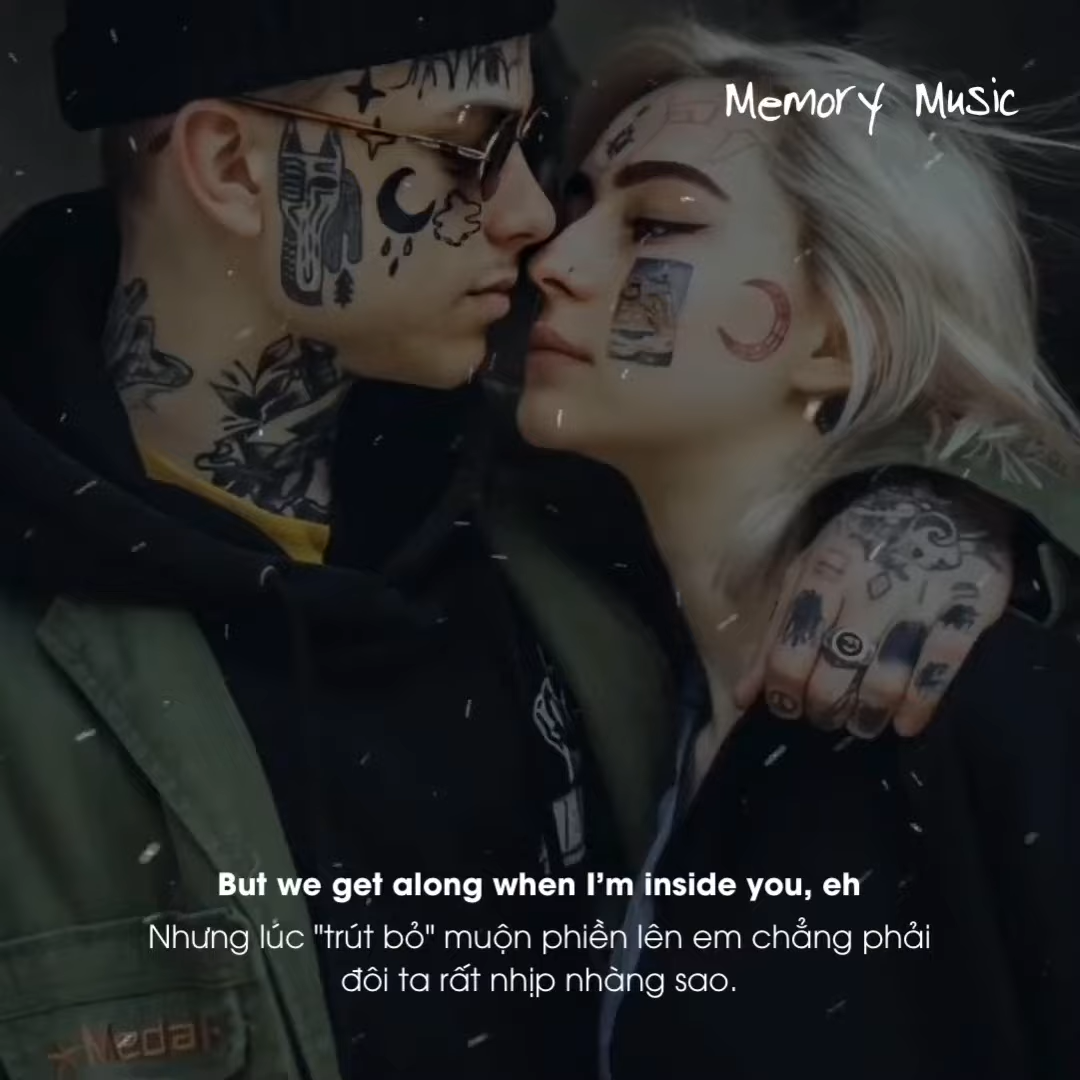 Memory Music
But we get along when I'm inside you, eh
Nhưng lúc "trút bỏ" muộn phiền lên em chẳng phải
đôi ta rất nhịp nhàng sao.
Medal